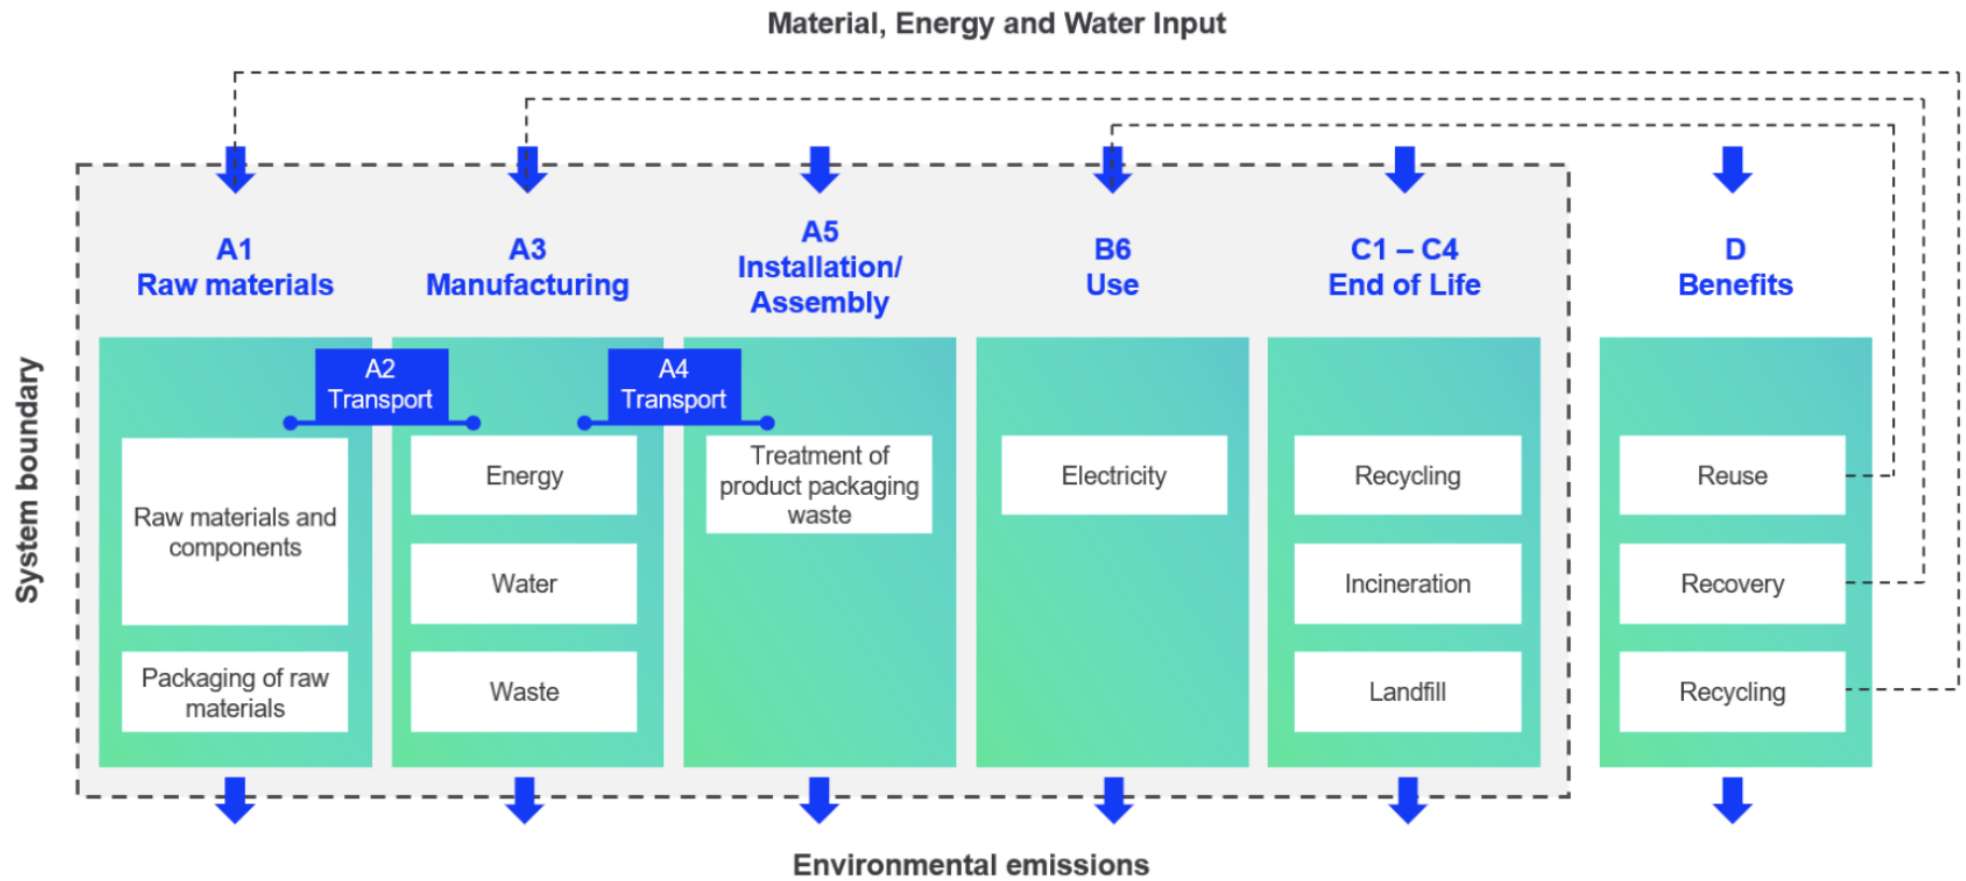 Material, Energy and Water Input
A1
Raw materials
A3
Manufacturing
A5
Installation/
Assembly
B6
Use
C1 – C4
End of Life
D
Benefits
System boundary
A2
Transport
A4
Transport
Raw materials and
components
Packaging of raw
materials
Energy
Water
Waste
Treatment of
product packaging
waste
Electricity
Recycling
Incineration
Landfill
Reuse
Recovery
Recycling
Environmental emissions